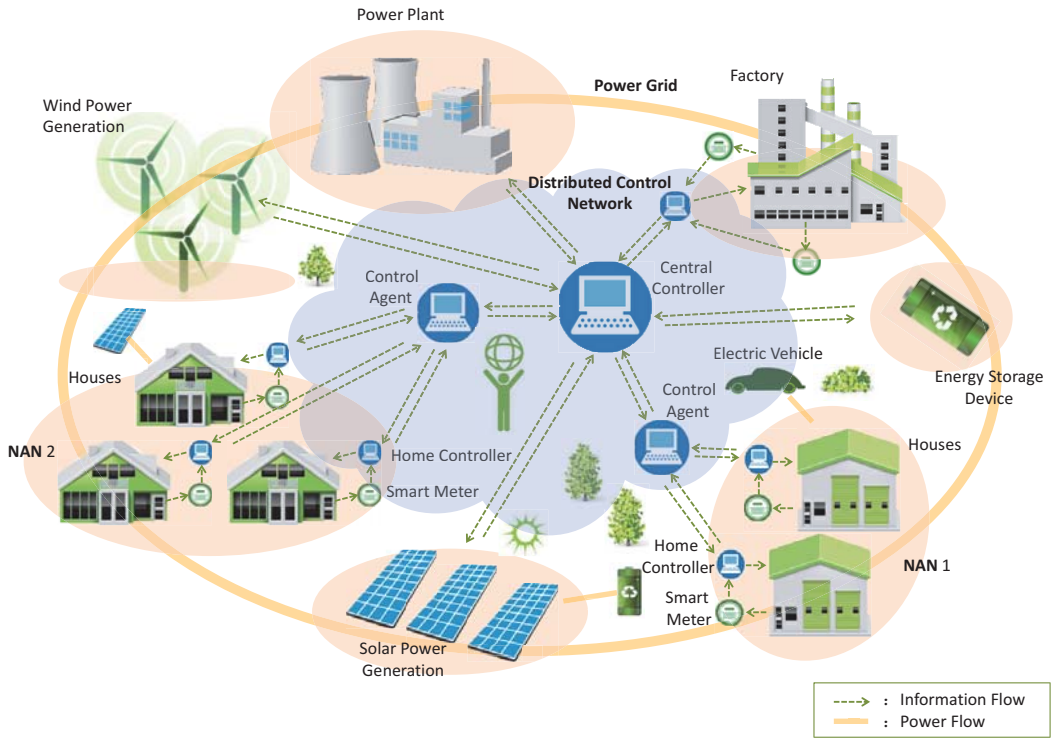 Power Plant
Power Grid
Factory
Wind Power
Generation
Distributed Control
Network
Control
Agent
Central
Controller
Houses
Electric Vehicle
Energy Storage
Device
Control
Agent
Houses
NAN 2
Home Controller
Smart Meter
Home
Controller
NAN 1
Smart
Meter
Solar Power
Generation
: Information Flow
: Power Flow